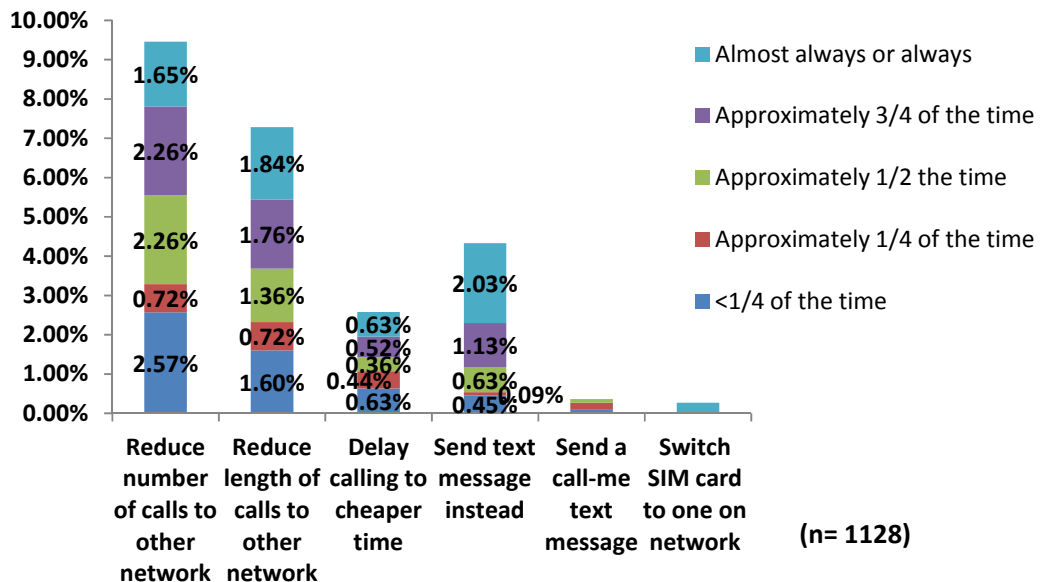 10.00%
9.00%
8.00%
7.00%
6.00%
5.00%
4.00%
3.00%
2.00%
1.00%
0.00%
1.65%
2.26%
2.26%
0.72%
2.57%
1.84%
1.76%
1.36%
0.72%
1.60%
0.63%
0.52%
0.36%
0.44%
0.63%
2.03%
1.13%
0.63%
0.09%
0.45%
Reduce
number
of calls to
other
network
Reduce
length of
calls to
other
network
Delay
calling to
cheaper
time
Send text
message
instead
Send a
call-me
text
message
Switch
SIM card
to one on
network
Almost always or always
Approximately 3/4 of the time
Approximately 1/2 the time
Approximately 1/4 of the time
<1/4 of the time
(n= 1128)